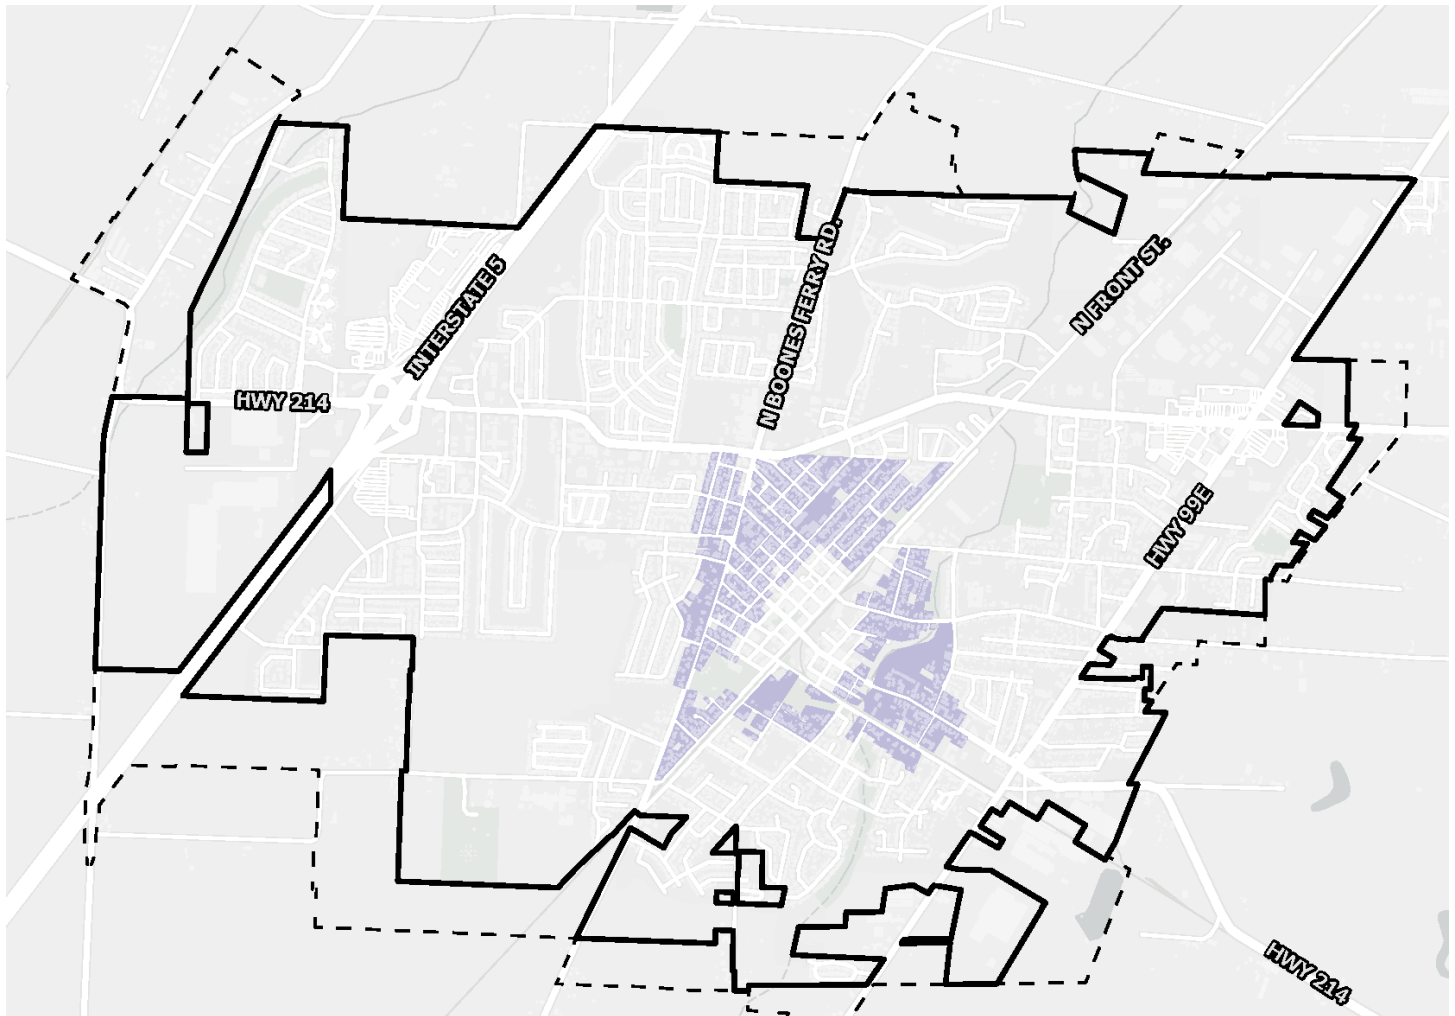 INTERSTATE 5
N BOONES FERRY RD.
N FRONT ST.
HWY 214
HWY 99E
HWY 214